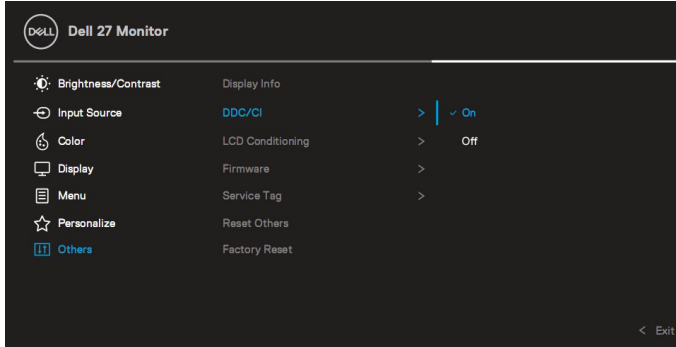 DELL Dell 27 Monitor
Brightness/Contrast Display Info
Input Source DDC/CI > ✓ On
Color LCD Conditioning > Off
Display Firmware >
Menu Service Tag >
Personalize Reset Others
Others Factory Reset
< Exit